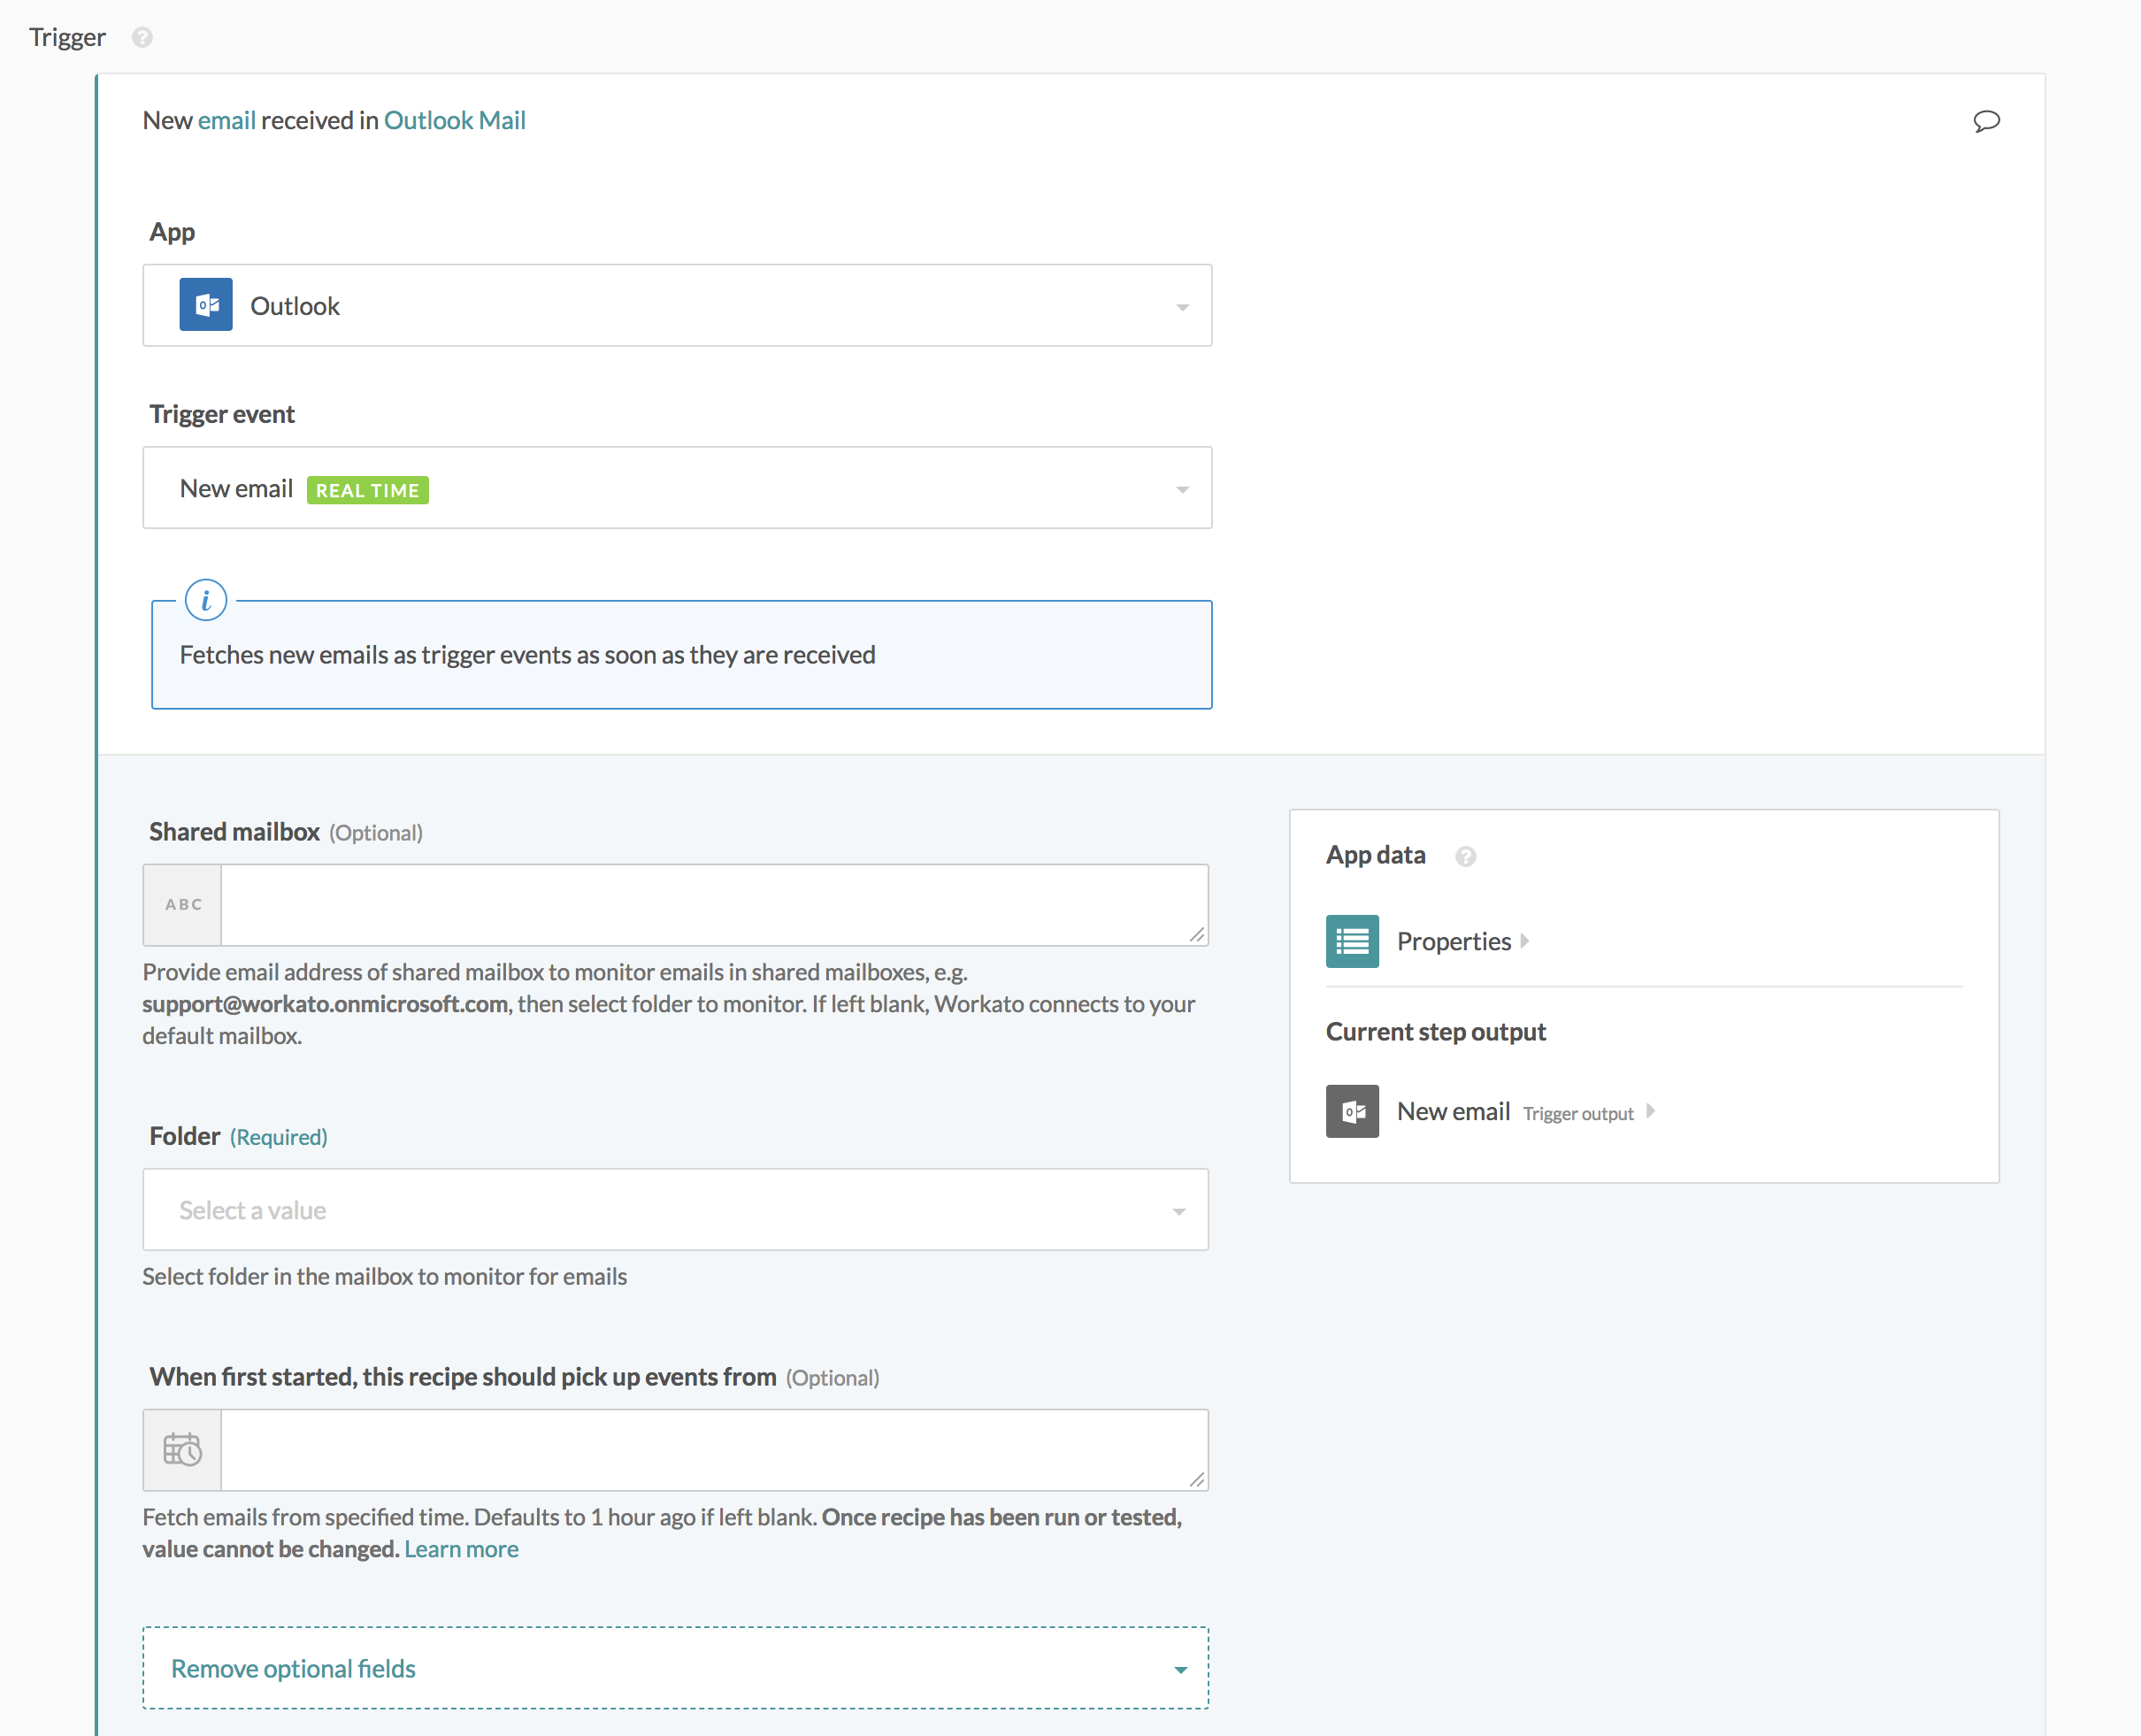 Trigger
New email received in Outlook Mail
App
Outlook
Trigger event
New email REAL TIME
Fetches new emails as trigger events as soon as they are received
Shared mailbox (Optional)
ABC
Provide email address of shared mailbox to monitor emails in shared mailboxes, e.g.
support@workato.onmicrosoft.com, then select folder to monitor. If left blank, Workato connects to your
default mailbox.
Folder (Required)
Select a value
Select folder in the mailbox to monitor for emails
When first started, this recipe should pick up events from (Optional)
Fetch emails from specified time. Defaults to 1 hour ago if left blank. Once recipe has been run or tested,
value cannot be changed. Learn more
Remove optional fields
App data
Properties
Current step output
New email Trigger output